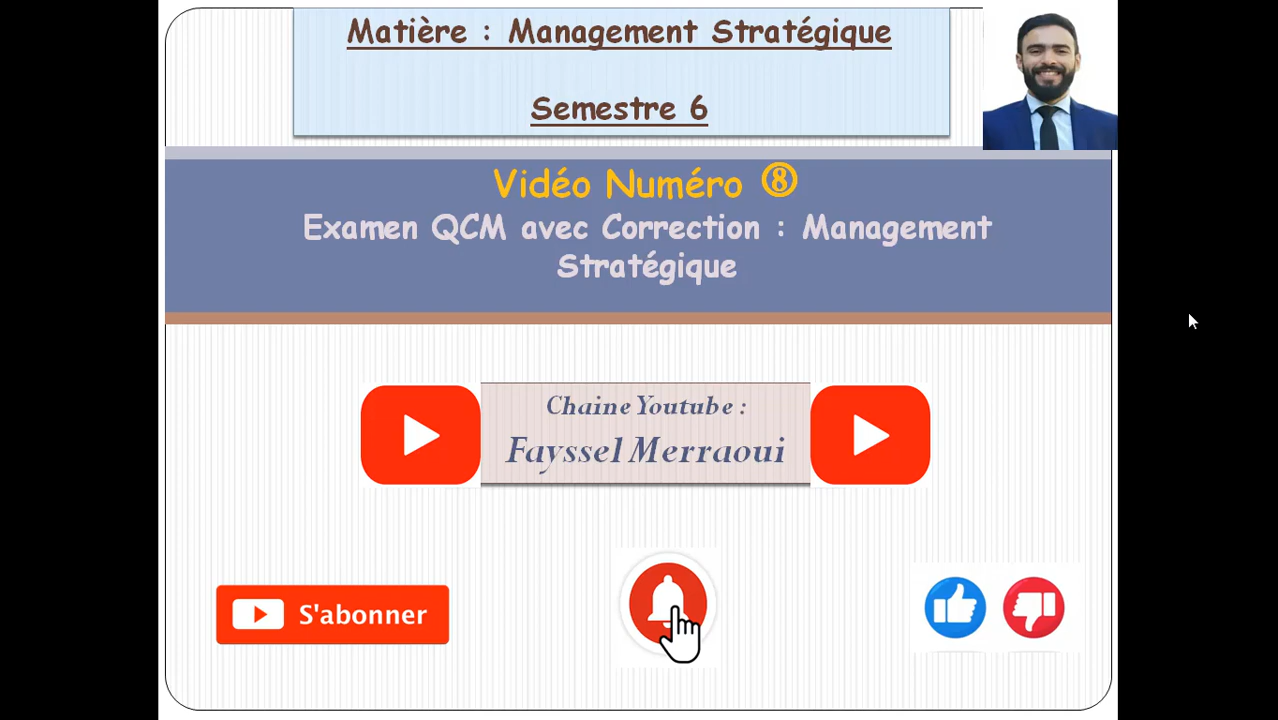 Matière : Management Stratégique
Semestre 6
Vidéo Numéro ⑧
Examen QCM avec Correction : Management
Stratégique
Chaine Youtube :
Fayssel Merraoui
S'abonner